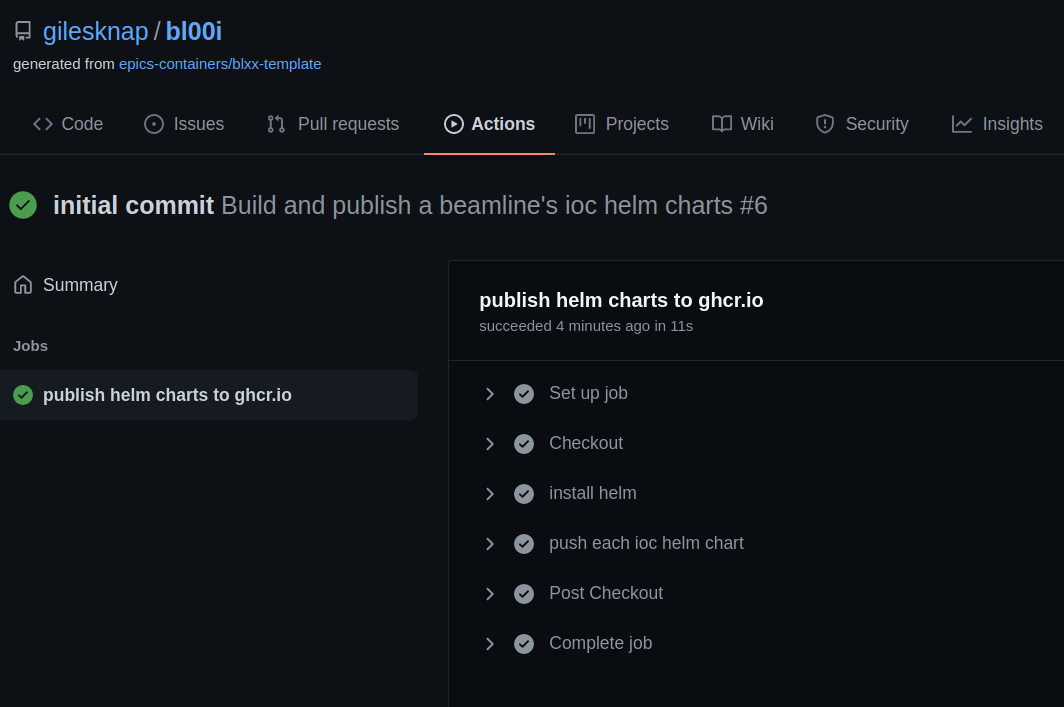 gilesknap / bl00i
generated from epics-containers/blxx-template
Code Issues Pull requests Actions Projects Wiki Security Insights
initial commit Build and publish a beamline's ioc helm charts #6
Summary
Jobs
publish helm charts to ghcr.io
publish helm charts to ghcr.io
succeeded 4 minutes ago in 11s
Set up job
Checkout
install helm
push each ioc helm chart
Post Checkout
Complete job